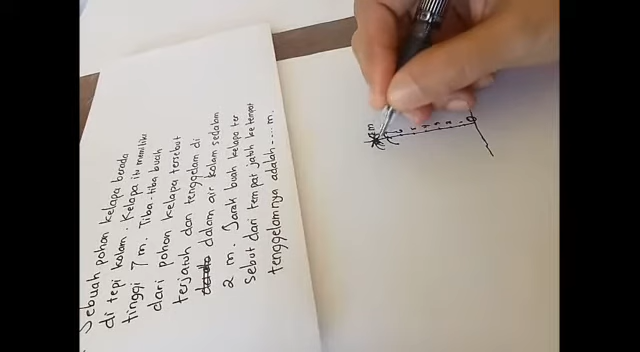 Sebuah pohon kelapa berada
di tepi kolam. Kelapa itu memiliki
tinggi 7 m. Tiba-tiba buah
dari pohon kelapa tersebut
terjatuh dan tenggelam di
dalam air kolam sedalam
2 m. Jarak buah kelapa ter
sebut dari tempat jatuh ke tempat
tenggelamnya adalah .... m.